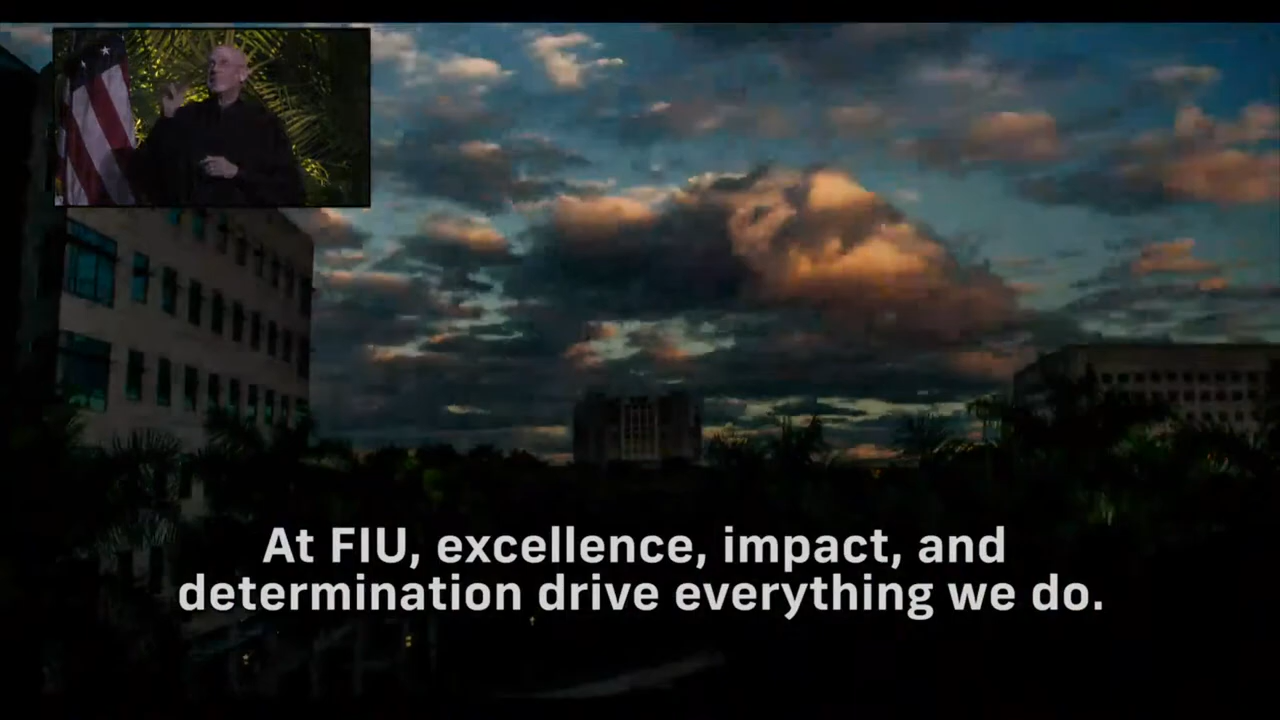 At FIU, excellence, impact, and
determination drive everything we do.